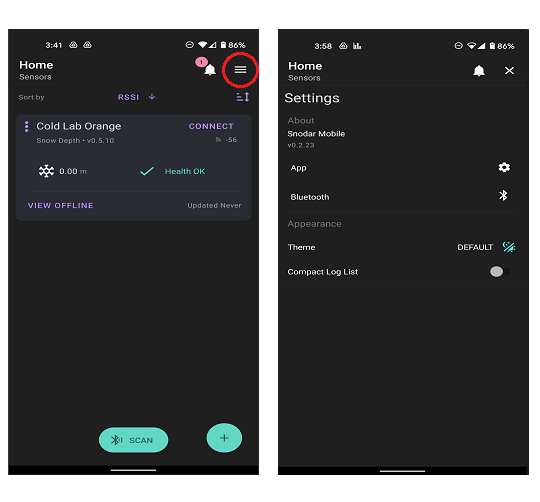 3:41 86%
Home
Sensors
1
Sort by RSSI
Cold Lab Orange CONNECT
Snow Depth • v0.5.10 -56
0.00 m Health OK
VIEW OFFLINE Updated Never
SCAN
3:58 86%
Home
Sensors
Settings
About
Snodar Mobile
v0.2.23
App
Bluetooth
Appearance
Theme DEFAULT
Compact Log List